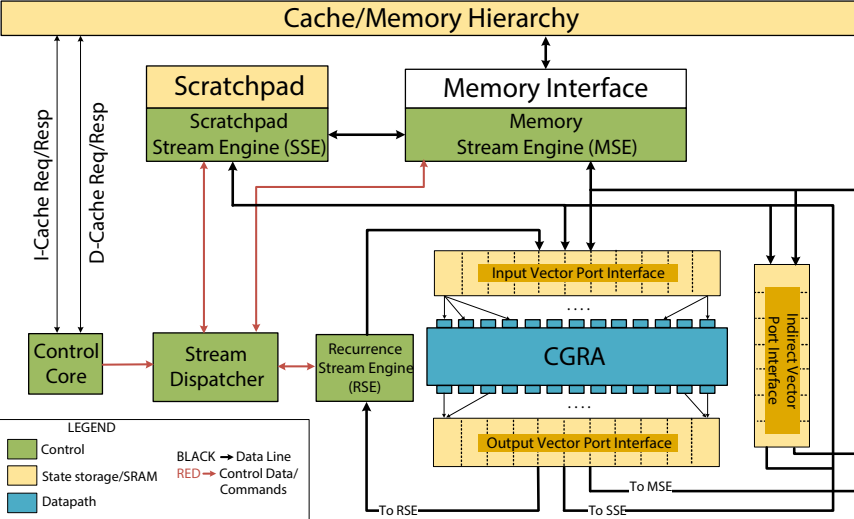 Cache/Memory Hierarchy
I-Cache Req/Resp
D-Cache Req/Resp
Scratchpad
Scratchpad
Stream Engine (SSE)
Memory Interface
Memory
Stream Engine (MSE)
Input Vector Port Interface
....
CGRA
....
Output Vector Port Interface
Indirect Vector
Port Interface
Control
Core
Stream
Dispatcher
Recurrence
Stream Engine
(RSE)
To MSE
To RSE
To SSE
LEGEND
Control
State storage/SRAM
Datapath
BLACK Data Line
RED Control Data/
Commands